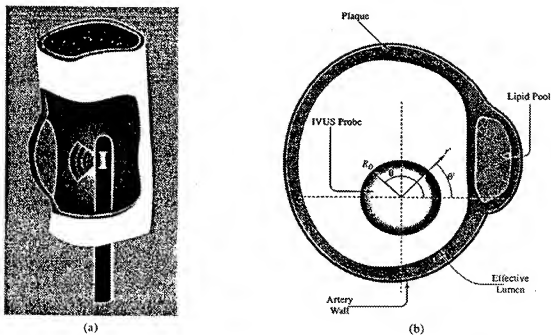 Plaque
Lipid Pool
IVUS Probe
R₀
θ
r'
θ'
Effective
Lumen
Artery
Wall
(a)
(b)